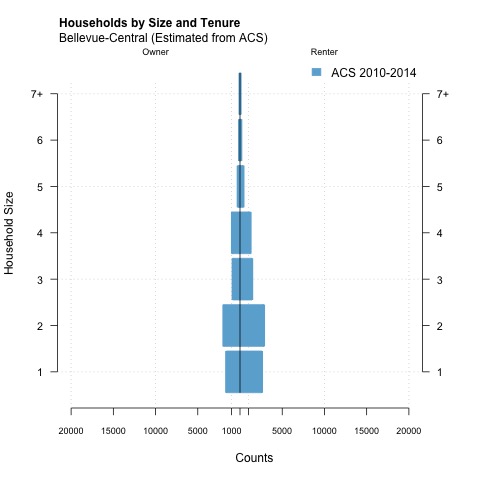 Households by Size and Tenure
Bellevue-Central (Estimated from ACS)
Owner Renter
ACS 2010-2014
7+ 7+
6 6
5 5
4 4
3 3
2 2
1 1
Household Size
20000 15000 10000 5000 1000 5000 10000 15000 20000
Counts